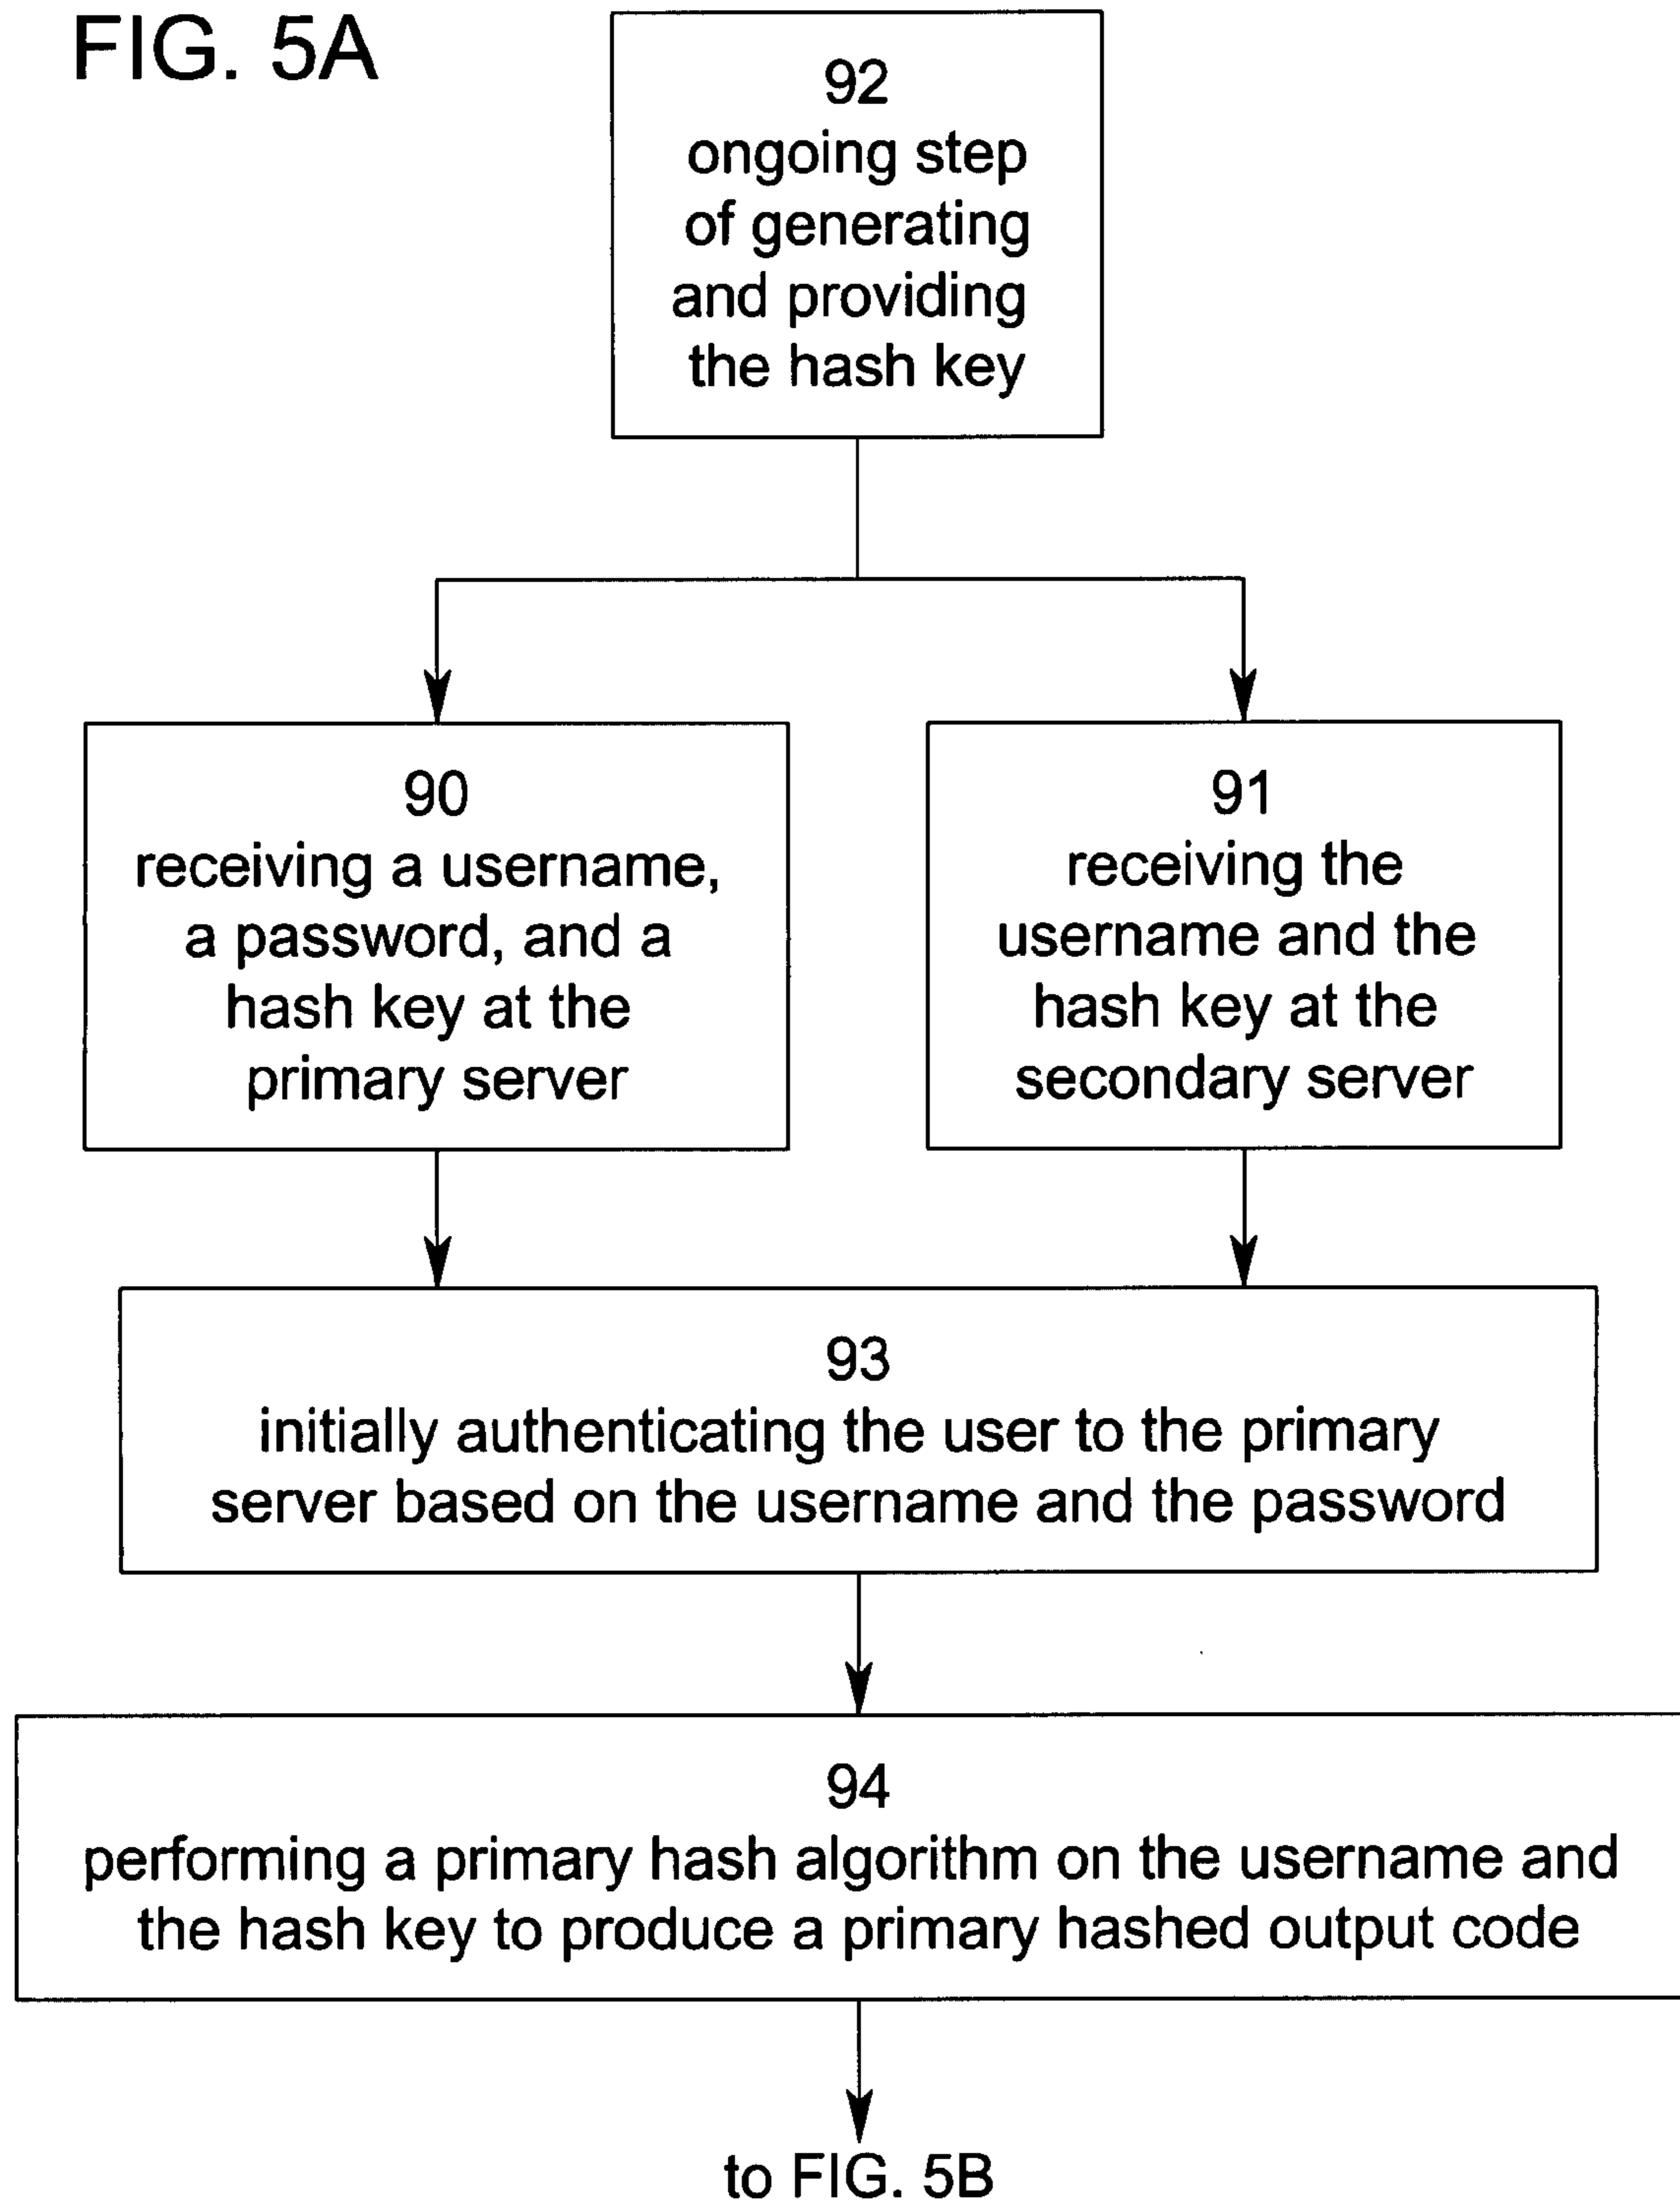 FIG. 5A
92
ongoing step
of generating
and providing
the hash key
90
receiving a username,
a password, and a
hash key at the
primary server
91
receiving the
username and the
hash key at the
secondary server
93
initially authenticating the user to the primary
server based on the username and the password
94
performing a primary hash algorithm on the username and
the hash key to produce a primary hashed output code
to FIG. 5B